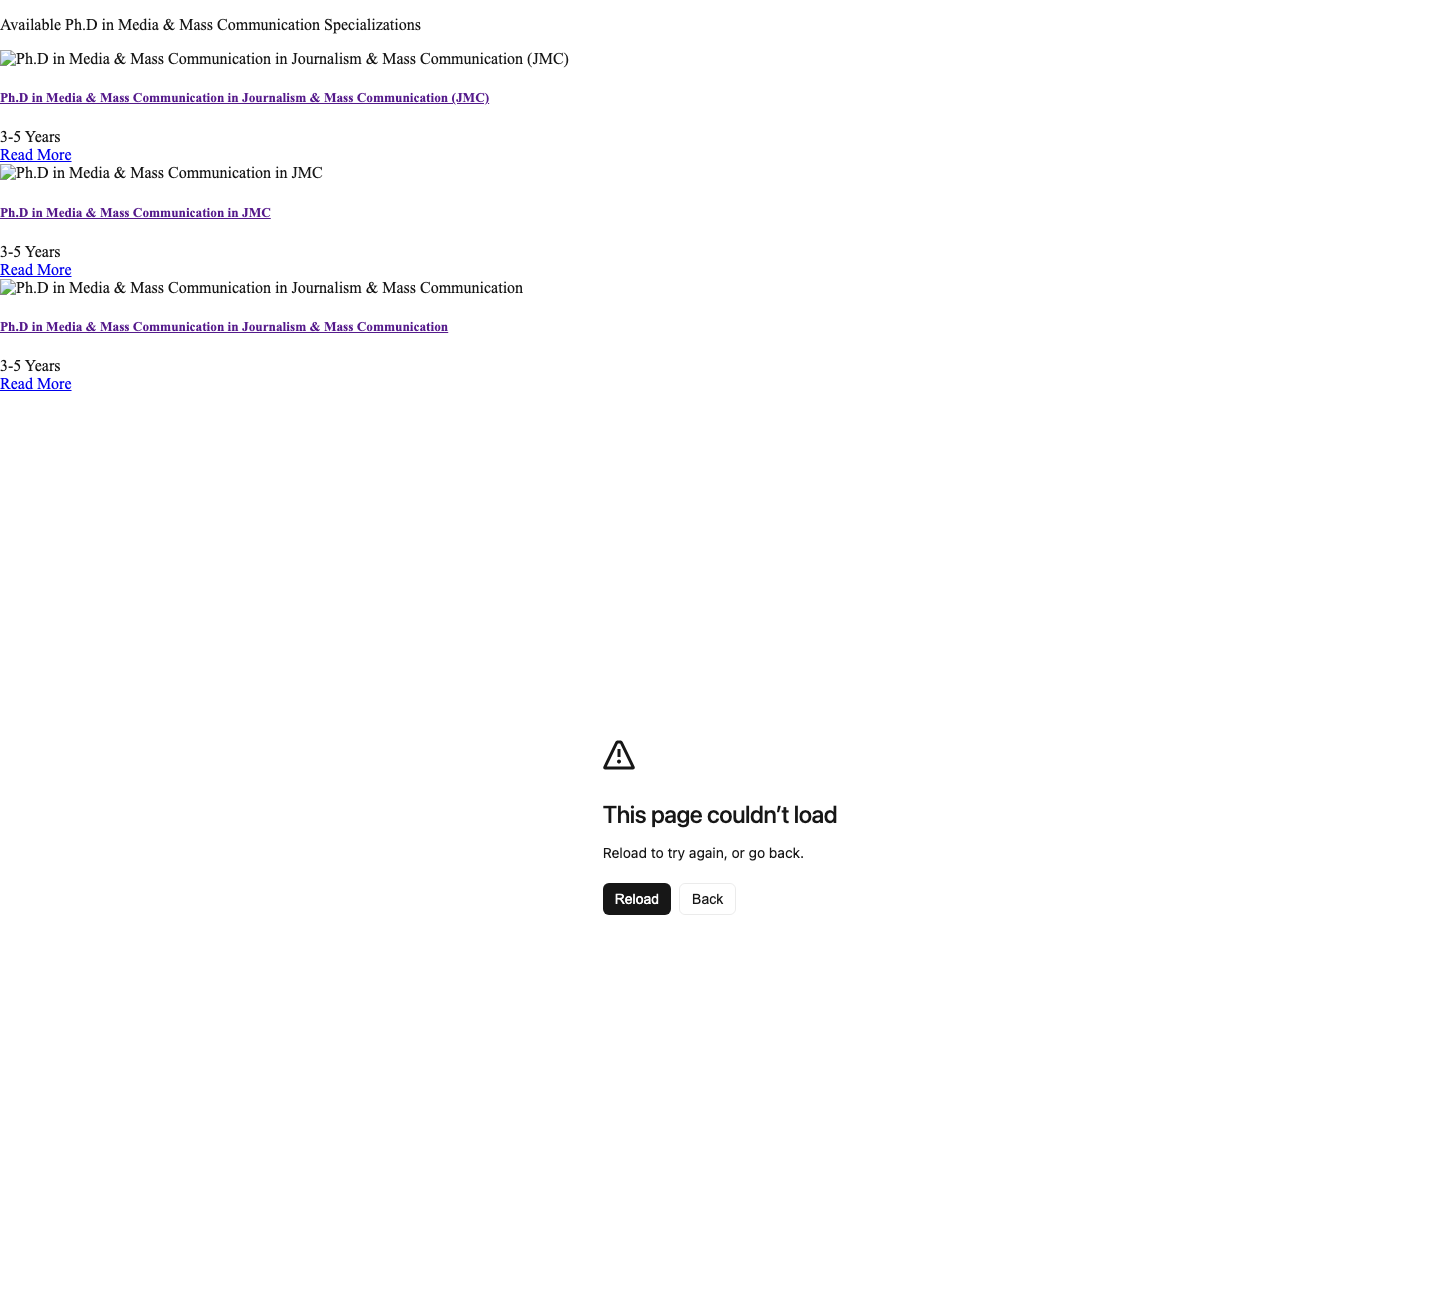 Available Ph.D in Media & Mass Communication Specializations
Ph.D in Media & Mass Communication in Journalism & Mass Communication (JMC)
Ph.D in Media & Mass Communication in Journalism & Mass Communication (JMC)
3-5 Years
Read More
Ph.D in Media & Mass Communication in JMC
Ph.D in Media & Mass Communication in JMC
3-5 Years
Read More
Ph.D in Media & Mass Communication in Journalism & Mass Communication
Ph.D in Media & Mass Communication in Journalism & Mass Communication
3-5 Years
Read More
This page couldn’t load
Reload to try again, or go back.
Reload Back